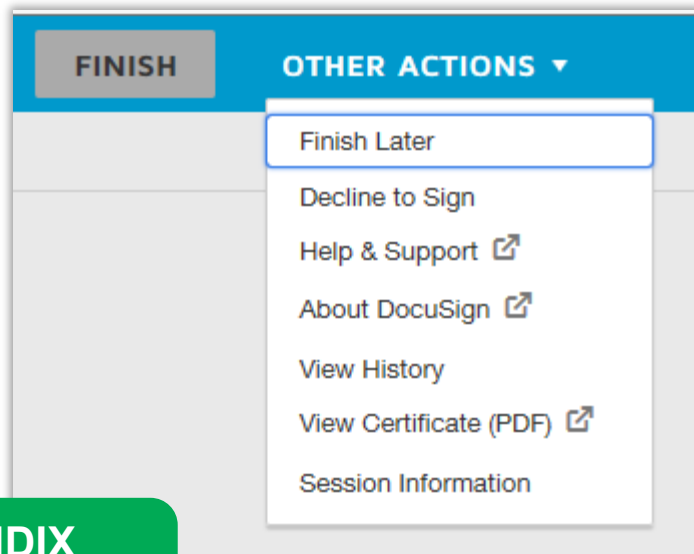 FINISH
OTHER ACTIONS ▼
Finish Later
Decline to Sign
Help & Support
About DocuSign
View History
View Certificate (PDF)
Session Information